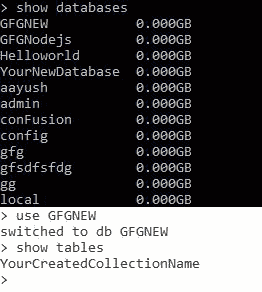 > show databases
GFGNEW 0.000GB
GFGNodejs 0.000GB
Helloworld 0.000GB
YourNewDatabase 0.000GB
aayush 0.000GB
admin 0.000GB
conFusion 0.000GB
config 0.000GB
gfg 0.000GB
gfsdfsfdg 0.000GB
gg 0.000GB
local 0.000GB
> use GFGNEW
switched to db GFGNEW
> show tables
YourCreatedCollectionName
>